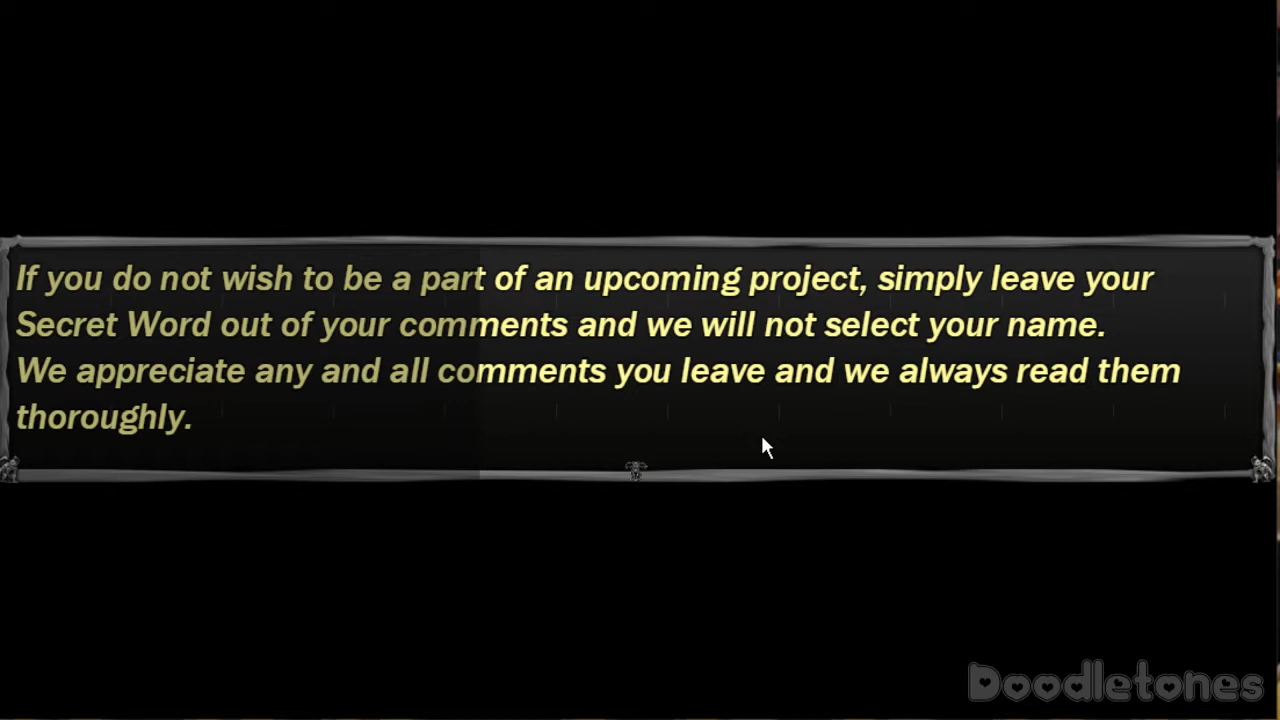 If you do not wish to be a part of an upcoming project, simply leave your
Secret Word out of your comments and we will not select your name.
We appreciate any and all comments you leave and we always read them
thoroughly.
Doodletones